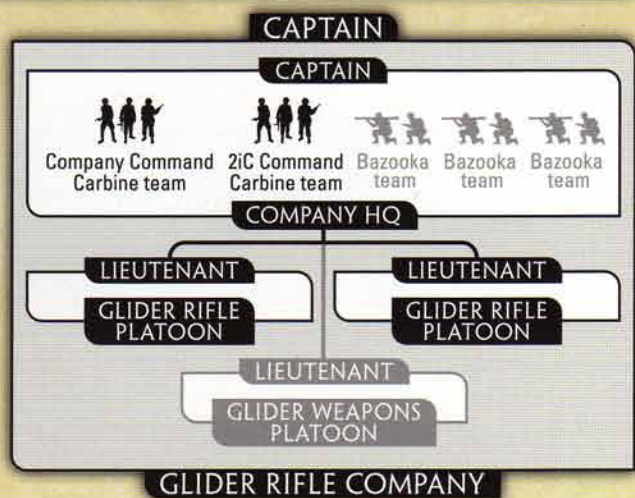 CAPTAIN
CAPTAIN
Company Command Carbine team
2iC Command Carbine team
Bazooka team
Bazooka team
Bazooka team
COMPANY HQ
LIEUTENANT
GLIDER RIFLE PLATOON
LIEUTENANT
GLIDER RIFLE PLATOON
LIEUTENANT
GLIDER WEAPONS PLATOON
GLIDER RIFLE COMPANY